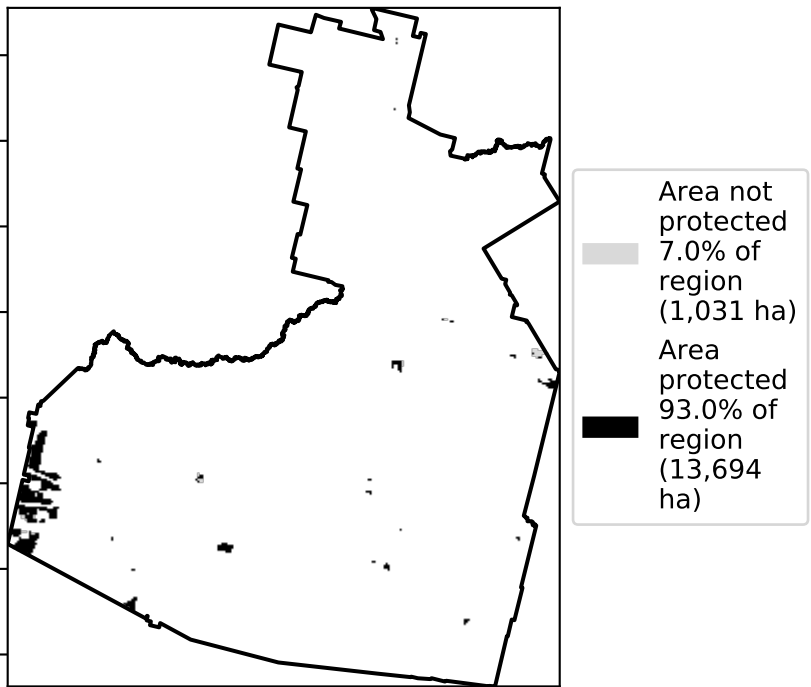 Area not
protected
7.0% of
region
(1,031 ha)
Area
protected
93.0% of
region
(13,694
ha)